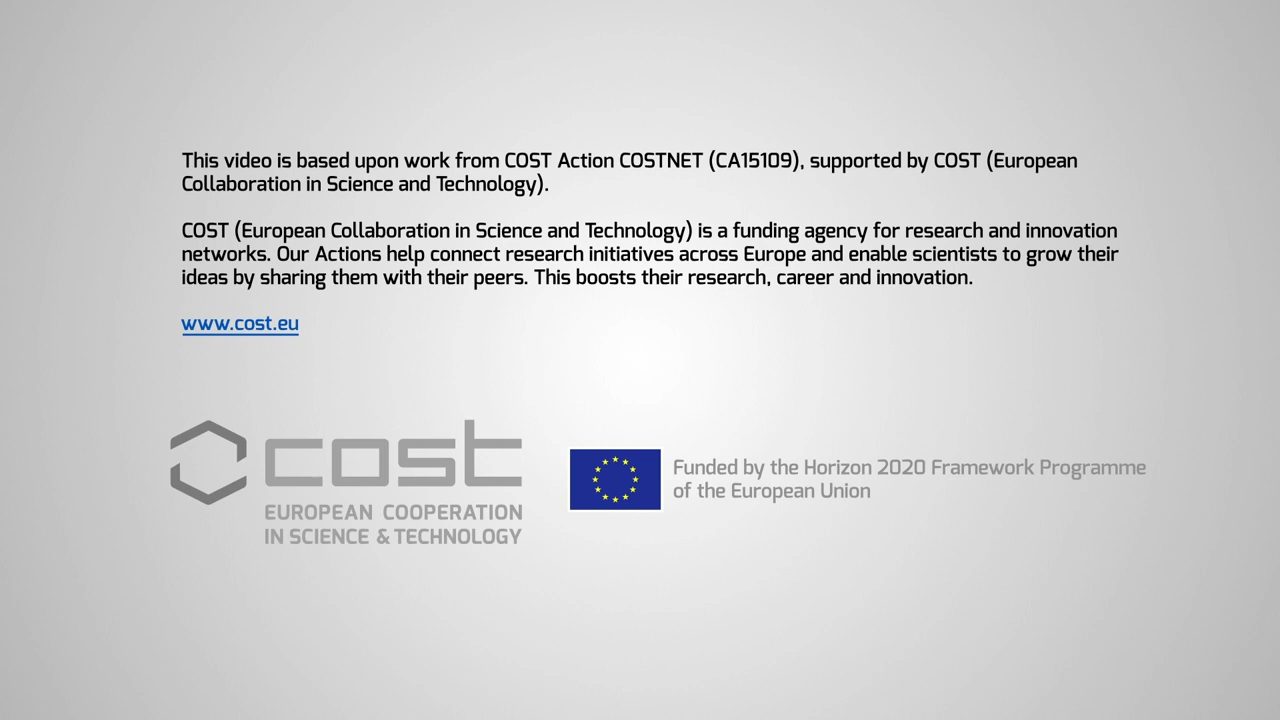 This video is based upon work from COST Action COSTNET (CA15109), supported by COST (European
Collaboration in Science and Technology).
COST (European Collaboration in Science and Technology) is a funding agency for research and innovation
networks. Our Actions help connect research initiatives across Europe and enable scientists to grow their
ideas by sharing them with their peers. This boosts their research, career and innovation.
www.cost.eu
cost
EUROPEAN COOPERATION
IN SCIENCE & TECHNOLOGY
Funded by the Horizon 2020 Framework Programme
of the European Union